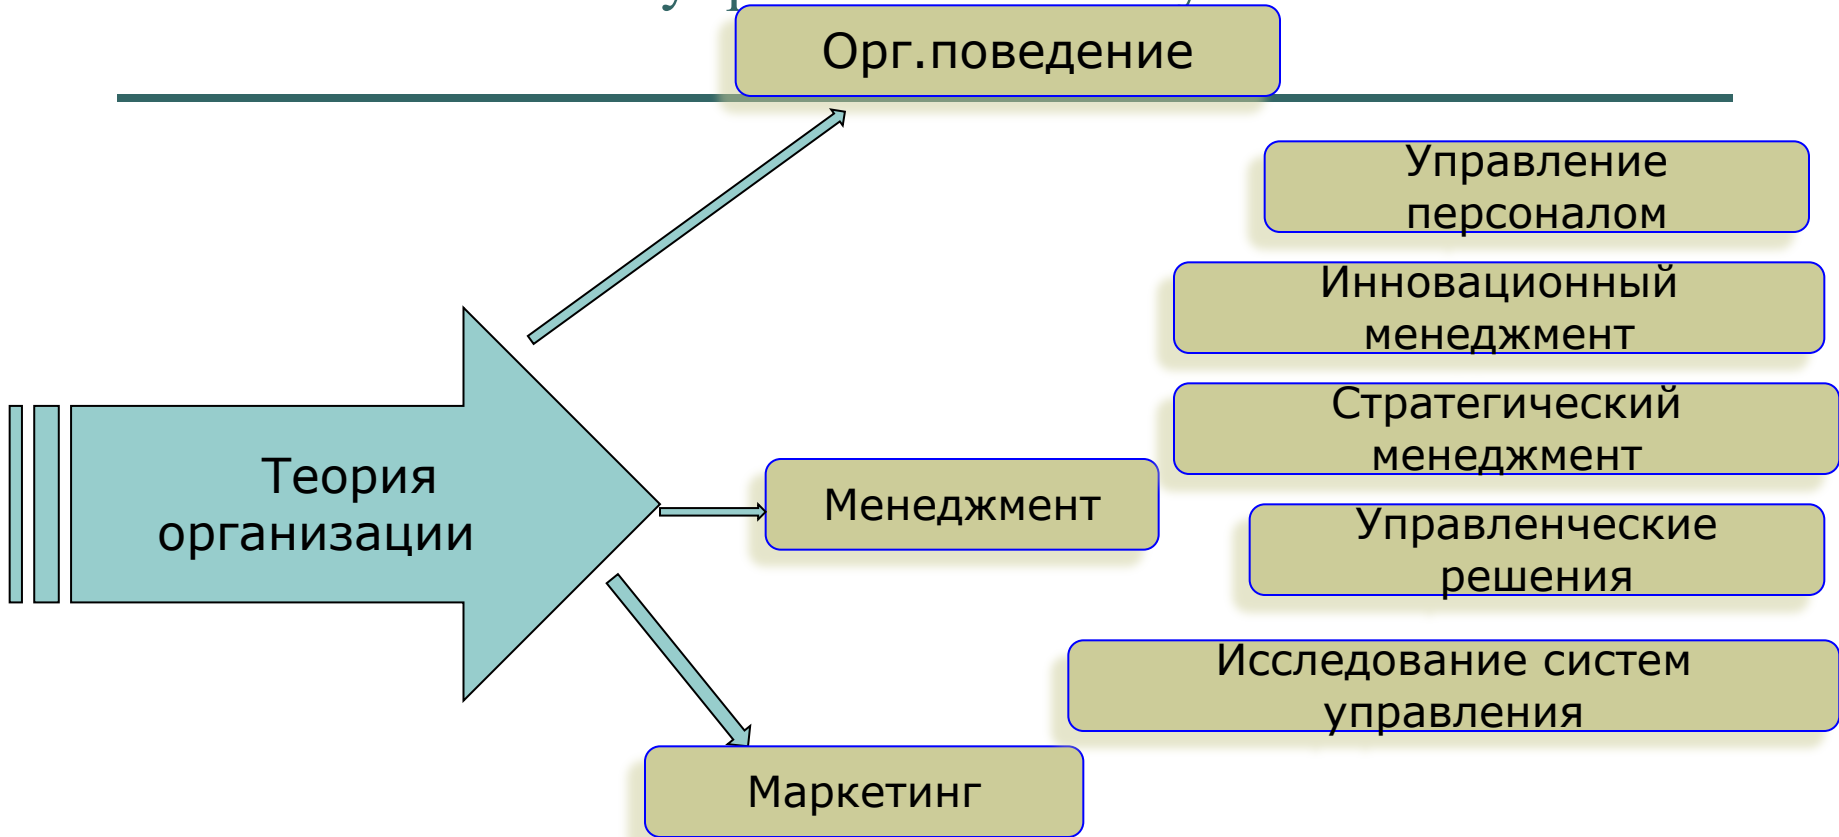 Орг.поведение
Управление
персоналом
Инновационный
менеджмент
Стратегический
менеджмент
Теория
организации
Менеджмент
Управленческие
решения
Исследование систем
управления
Маркетинг